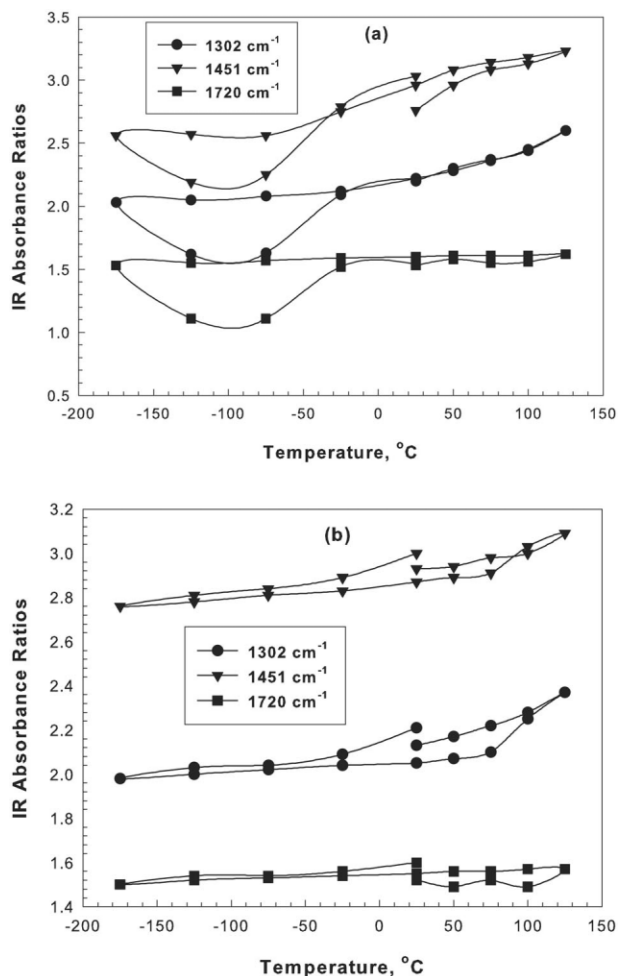 (a)
1302 cm⁻¹
1451 cm⁻¹
1720 cm⁻¹
IR Absorbance Ratios
3.5
3.0
2.5
2.0
1.5
1.0
0.5
-200 -150 -100 -50 0 50 100 150
Temperature, °C
(b)
1302 cm⁻¹
1451 cm⁻¹
1720 cm⁻¹
IR Absorbance Ratios
3.2
3.0
2.8
2.6
2.4
2.2
2.0
1.8
1.6
1.4
-200 -150 -100 -50 0 50 100 150
Temperature, °C